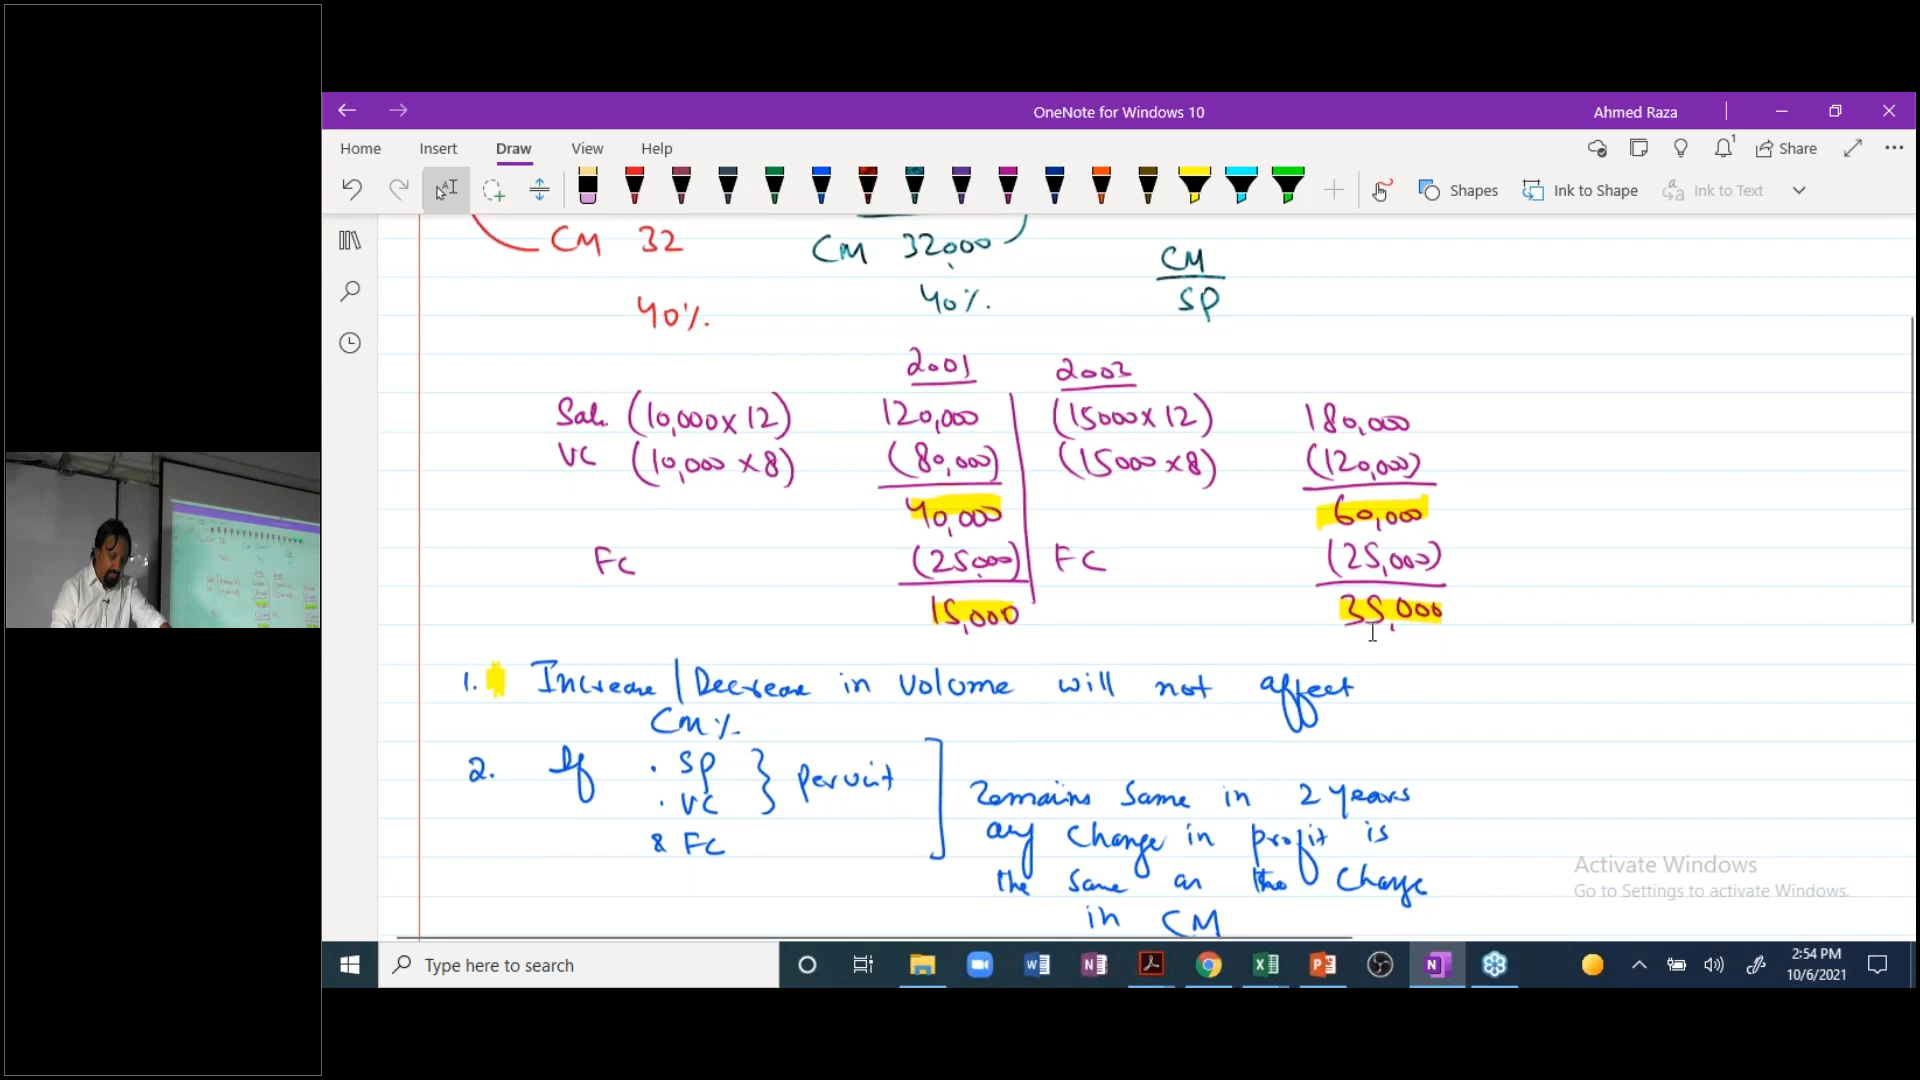 OneNote for Windows 10 Ahmed Raza
Home Insert Draw View Help Share
Shapes Ink to Shape Ink to Text
CM 32 CM 32,000 CM
SP
40% 40%
2001 2003
Sale (10,000 x 12) 120,000 (15000 x 12) 180,000
VC (10,000 x 8) (80,000) (15000 x 8) (120,000)
40,000 60,000
FC (25,000) FC (25,000)
15,000 35,000
1. Increase / Decrease in volume will not affect
CM %
2. If . SP } per unit
. VC
& FC
Remains Same in 2 years
any Change in profit is
the Same as the Change
in CM
Activate Windows
Go to Settings to activate Windows.
Type here to search
2:54 PM
10/6/2021